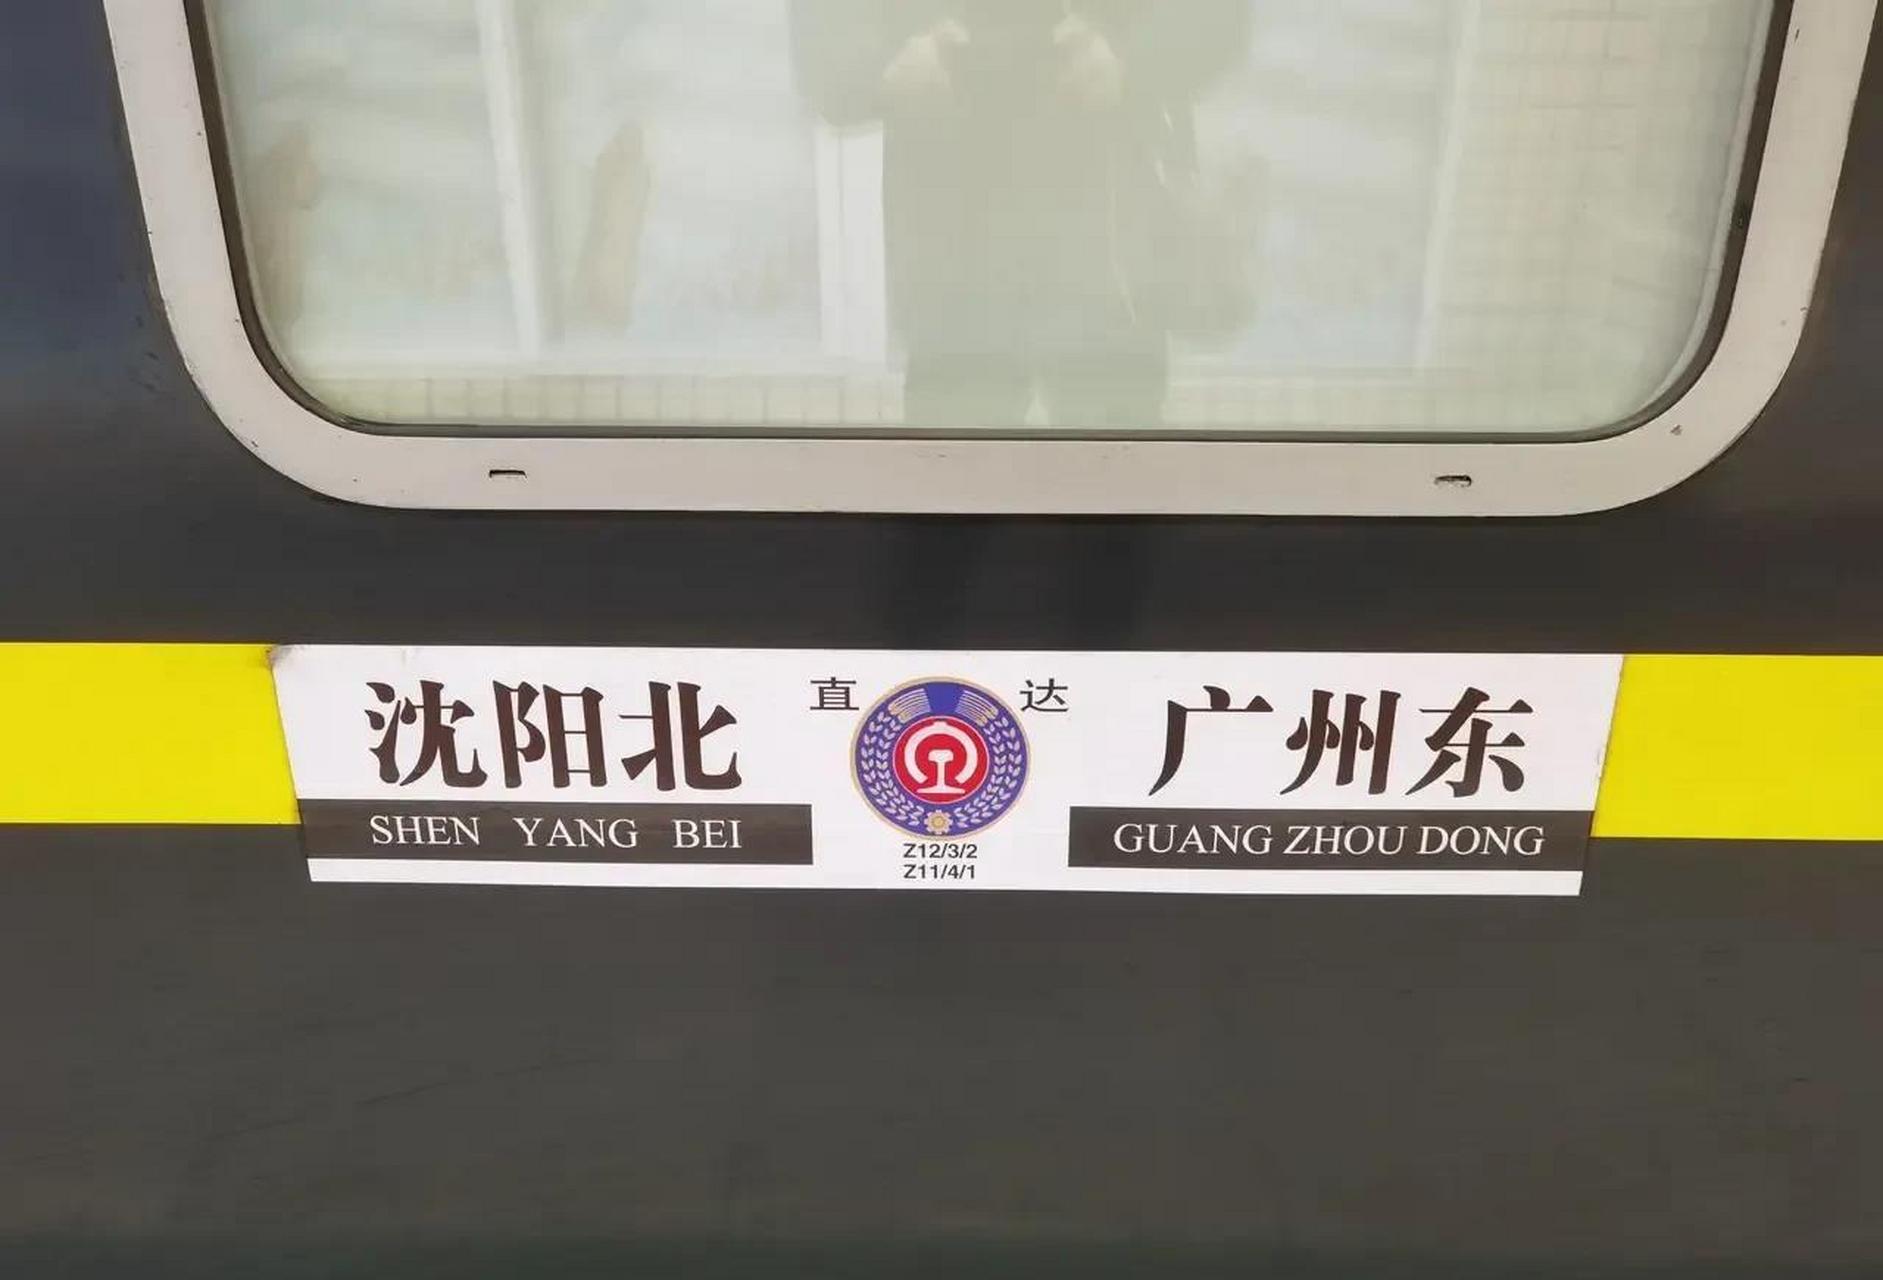 沈阳北
SHEN YANG BEI
直 达
Z12/3/2
Z11/4/1
广州东
GUANG ZHOU DONG